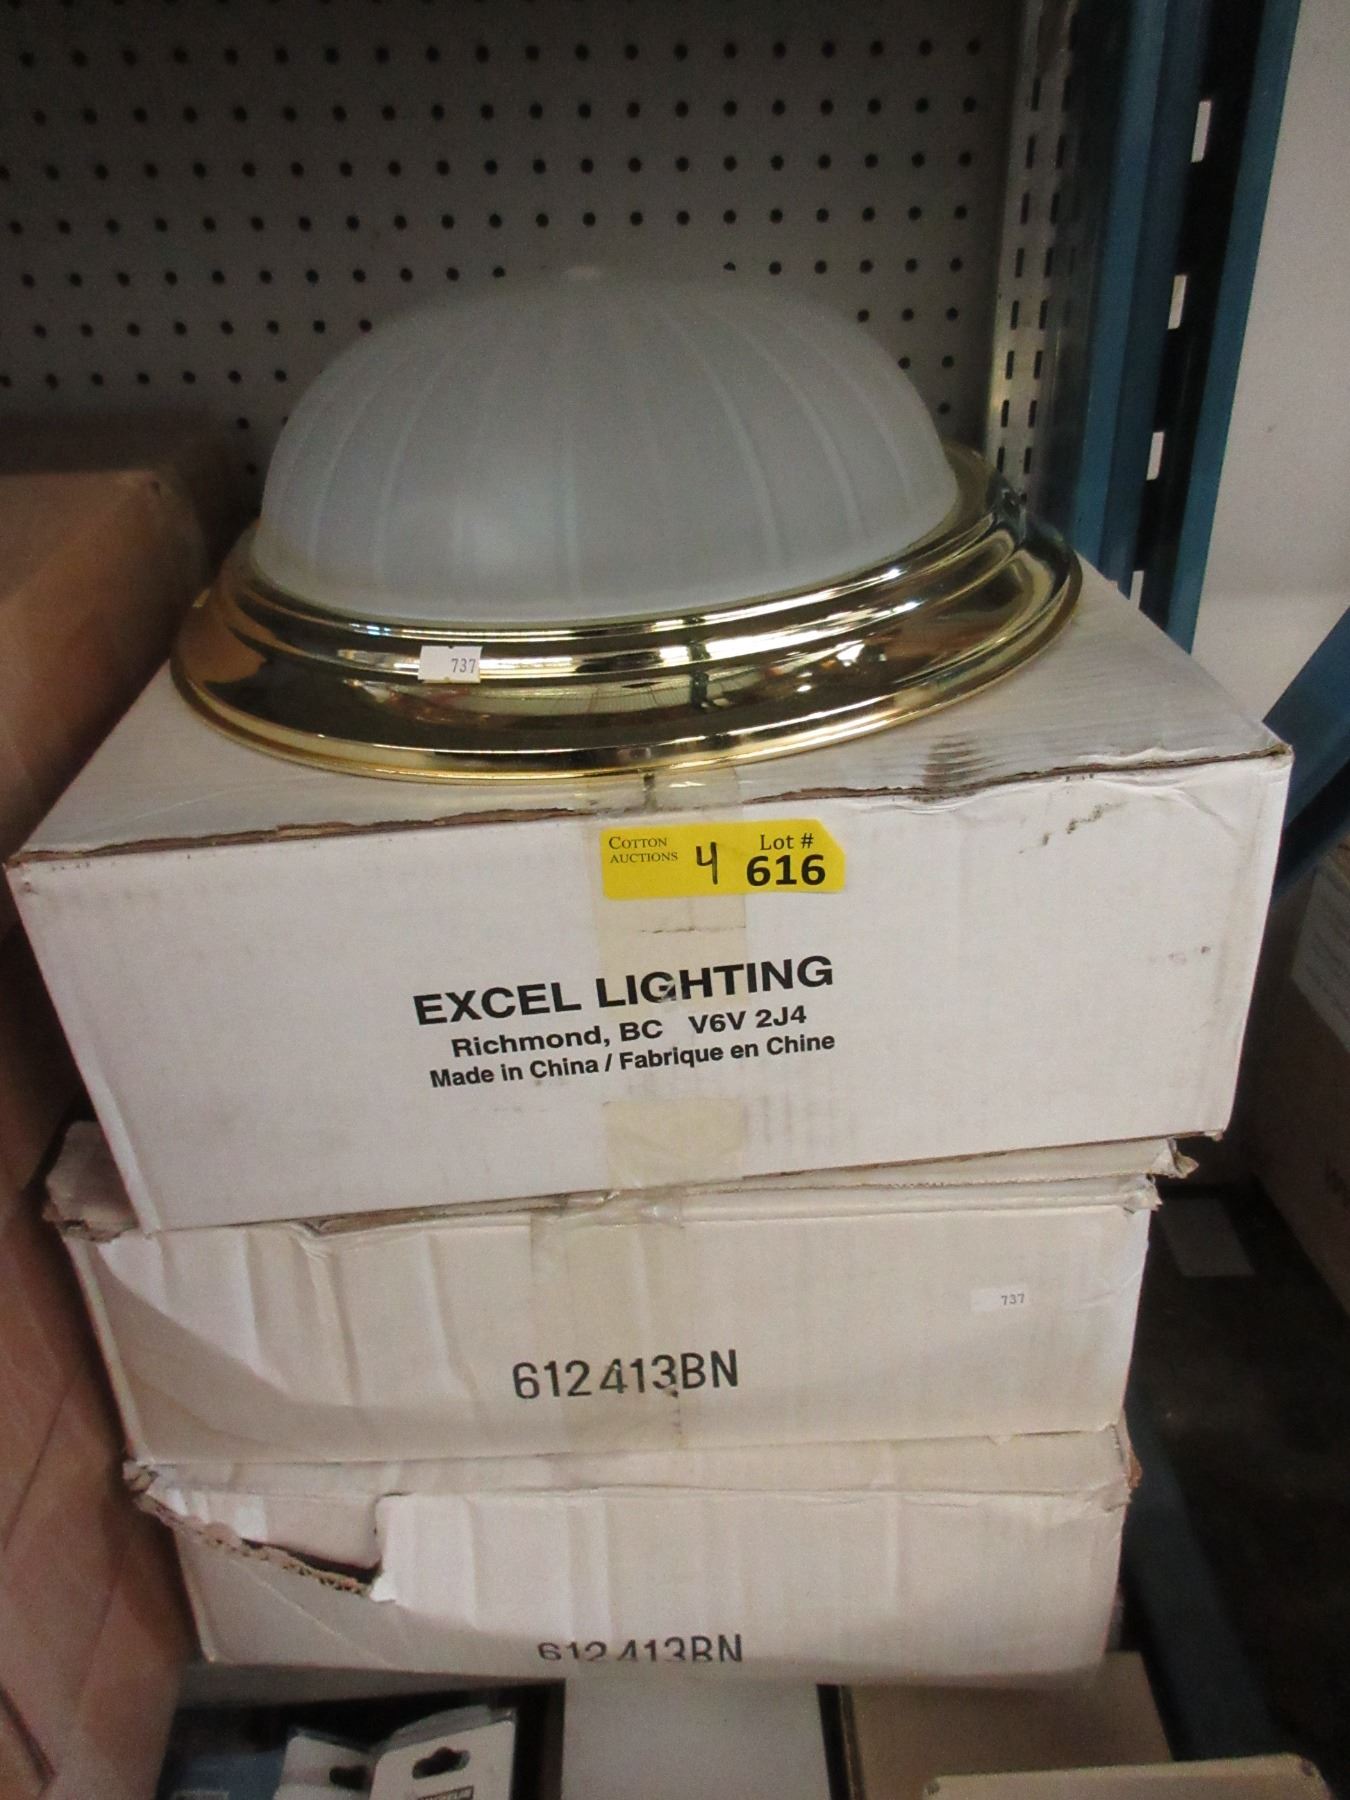 737
COTTON
AUCTIONS
4
Lot #
616
EXCEL LIGHTING
Richmond, BC V6V 2J4
Made in China / Fabrique en Chine
737
612413BN
612413BN